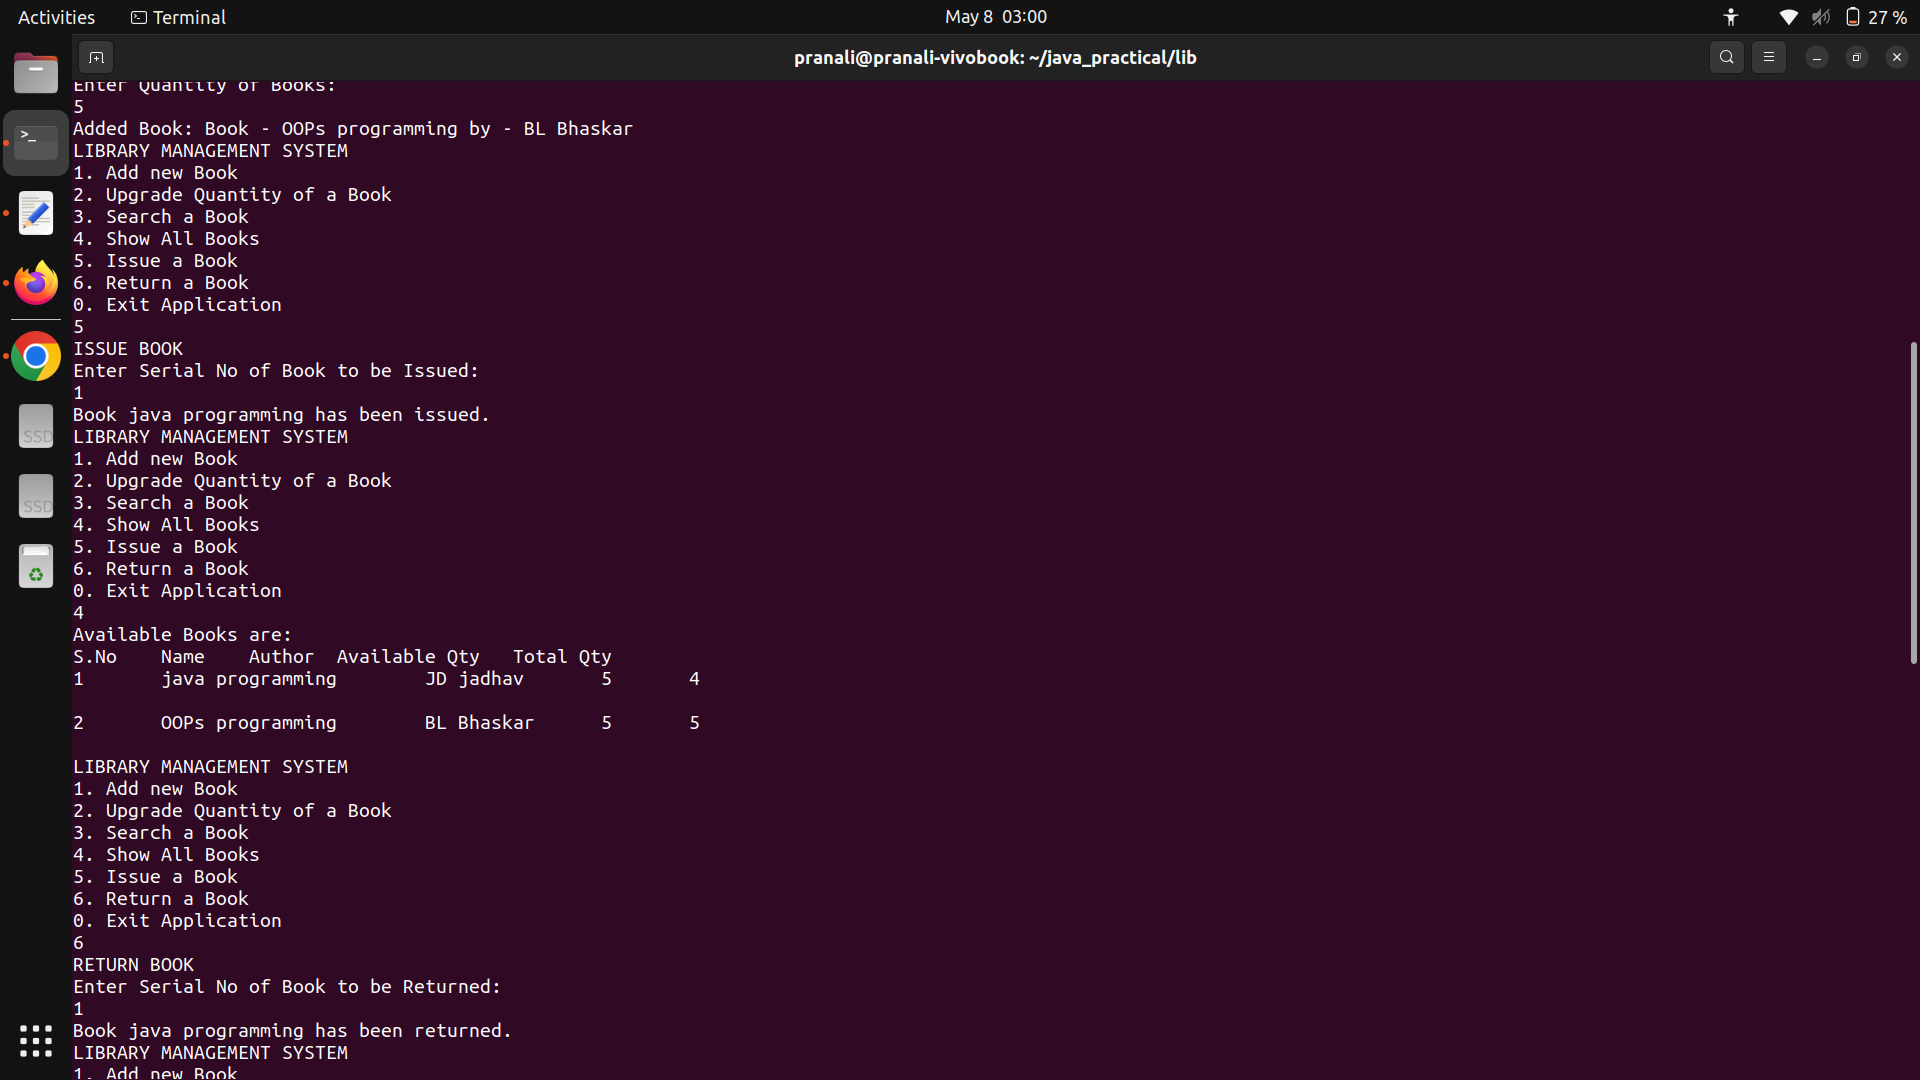 Activities
Terminal
May 8 03:00
27 %
pranali@pranali-vivobook: ~/java_practical/lib
Enter Quantity of Books:
5
Added Book: Book - OOPs programming by - BL Bhaskar
LIBRARY MANAGEMENT SYSTEM
1. Add new Book
2. Upgrade Quantity of a Book
3. Search a Book
4. Show All Books
5. Issue a Book
6. Return a Book
0. Exit Application
5
ISSUE BOOK
Enter Serial No of Book to be Issued:
1
Book java programming has been issued.
LIBRARY MANAGEMENT SYSTEM
1. Add new Book
2. Upgrade Quantity of a Book
3. Search a Book
4. Show All Books
5. Issue a Book
6. Return a Book
0. Exit Application
4
Available Books are:
S.No Name Author Available Qty Total Qty
1 java programming JD jadhav 5 4
2 OOPs programming BL Bhaskar 5 5
LIBRARY MANAGEMENT SYSTEM
1. Add new Book
2. Upgrade Quantity of a Book
3. Search a Book
4. Show All Books
5. Issue a Book
6. Return a Book
0. Exit Application
6
RETURN BOOK
Enter Serial No of Book to be Returned:
1
Book java programming has been returned.
LIBRARY MANAGEMENT SYSTEM
1. Add new Book
>_
SSD
SSD